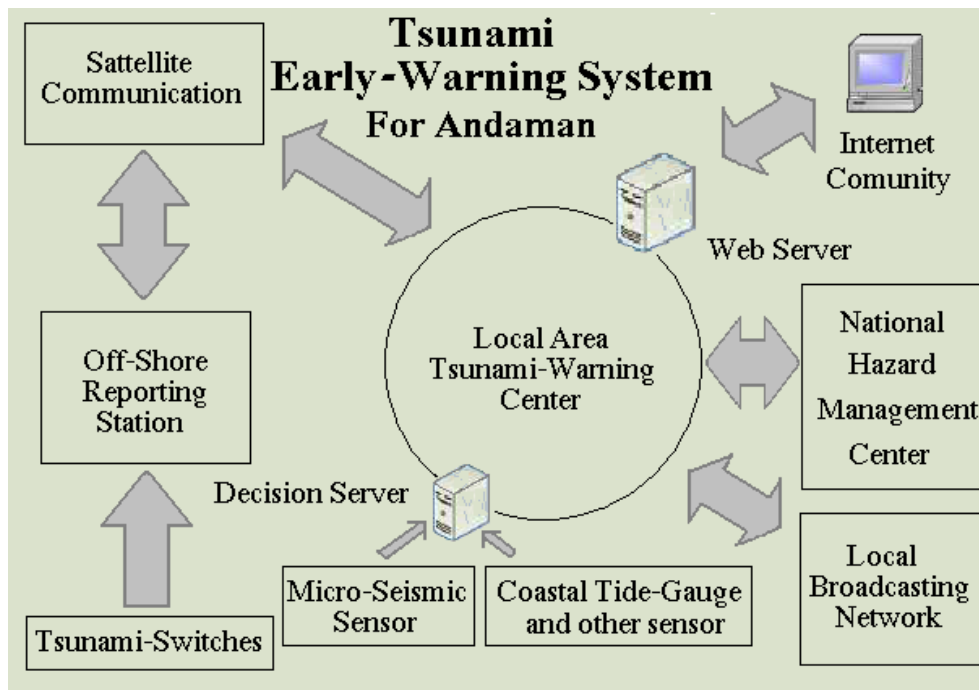 Tsunami
Early-Warning System
For Andaman
Sattellite
Communication
Internet
Comunity
Web Server
Off-Shore
Reporting
Station
Local Area
Tsunami-Warning
Center
National
Hazard
Management
Center
Decision Server
Tsunami-Switches
Micro-Seismic
Sensor
Coastal Tide-Gauge
and other sensor
Local
Broadcasting
Network